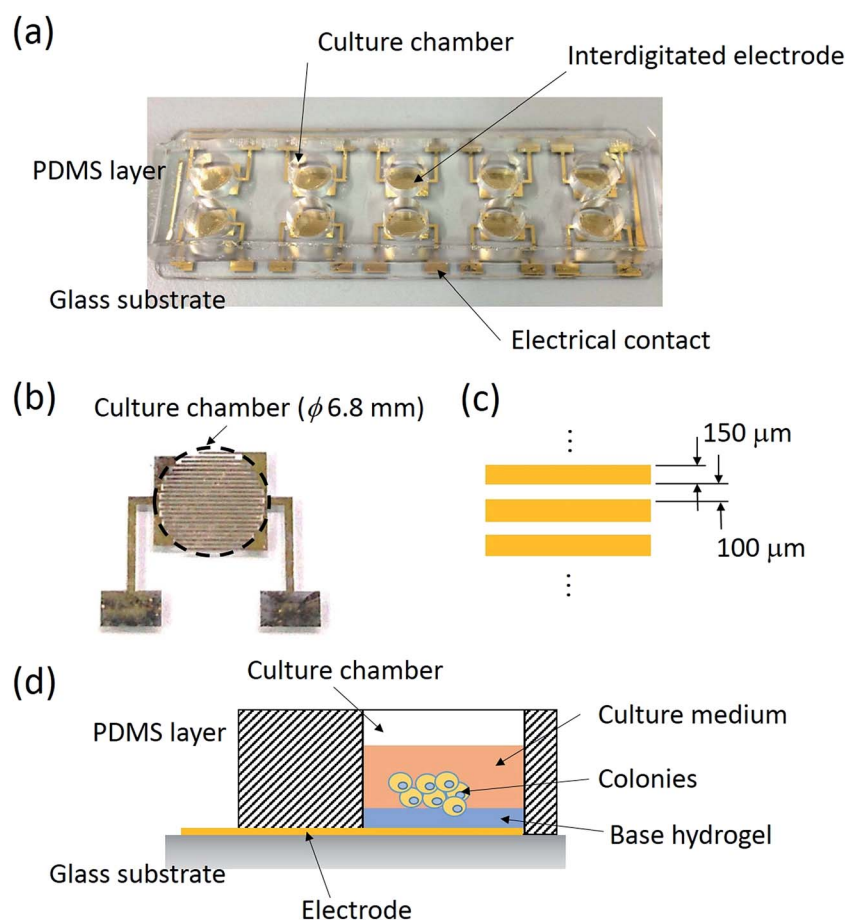 (a)
Culture chamber
Interdigitated electrode
PDMS layer
Glass substrate
Electrical contact
(b)
Culture chamber (ϕ 6.8 mm)
(c)
150 μm
100 μm
(d)
Culture chamber
PDMS layer
Culture medium
Colonies
Base hydrogel
Glass substrate
Electrode